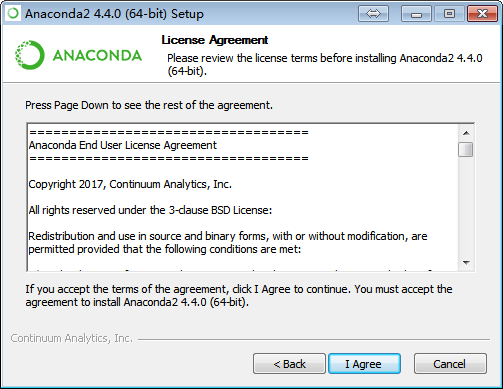 Anaconda2 4.4.0 (64-bit) Setup
ANACONDA
License Agreement
Please review the license terms before installing Anaconda2 4.4.0
(64-bit).
Press Page Down to see the rest of the agreement.
=====================================
Anaconda End User License Agreement
=====================================
Copyright 2017, Continuum Analytics, Inc.
All rights reserved under the 3-clause BSD License:
Redistribution and use in source and binary forms, with or without modification, are
permitted provided that the following conditions are met:
If you accept the terms of the agreement, click I Agree to continue. You must accept the
agreement to install Anaconda2 4.4.0 (64-bit).
Continuum Analytics, Inc.
< Back
I Agree
Cancel